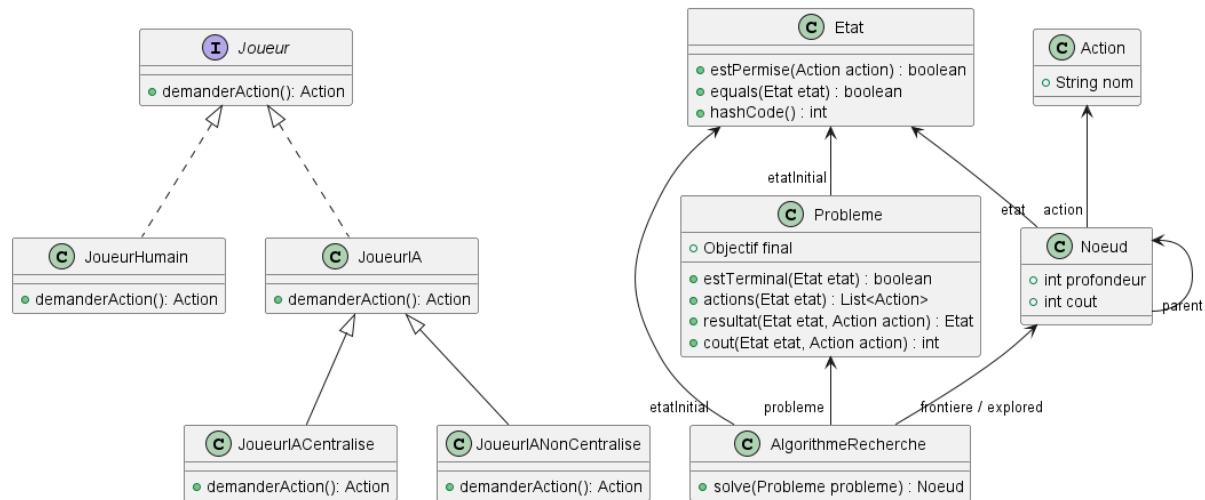 I Joueur
demanderAction(): Action
C JoueurHumain
demanderAction(): Action
C JoueurIA
demanderAction(): Action
C JoueurIACentralise
demanderAction(): Action
C JoueurIANonCentralise
demanderAction(): Action
C Etat
estPermise(Action action) : boolean
equals(Etat etat) : boolean
hashCode() : int
C Action
String nom
etatInitial
etat
action
C Probleme
Objectif final
estTerminal(Etat etat) : boolean
actions(Etat etat) : List<Action>
resultat(Etat etat, Action action) : Etat
cout(Etat etat, Action action) : int
C Noeud
int profondeur
int cout
parent
etatInitial
probleme
frontiere / explored
C AlgorithmeRecherche
solve(Probleme probleme) : Noeud